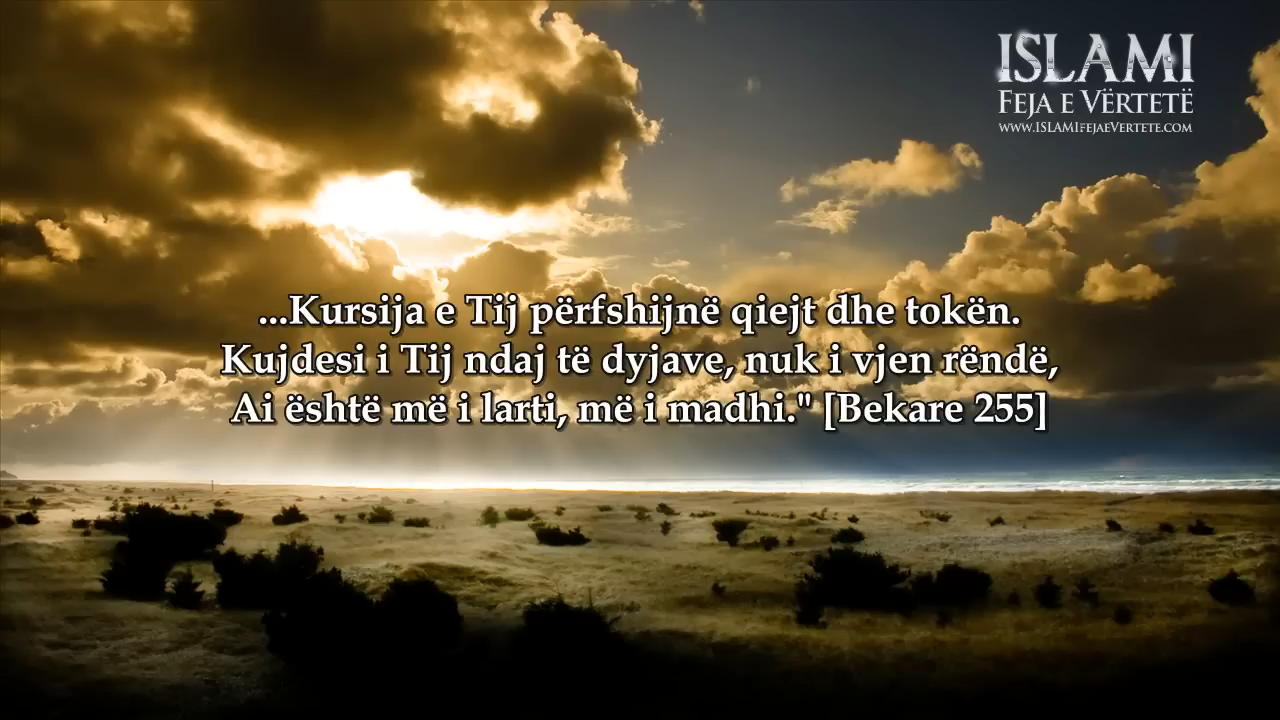 ISLAMI
FEJA E VËRTETË
WWW.ISLAMIFEJAEVERTETE.COM
...Kursija e Tij përfshijnë qiejt dhe tokën.
Kujdesi i Tij ndaj të dyjave, nuk i vjen rëndë,
Ai është më i larti, më i madhi." [Bekare 255]